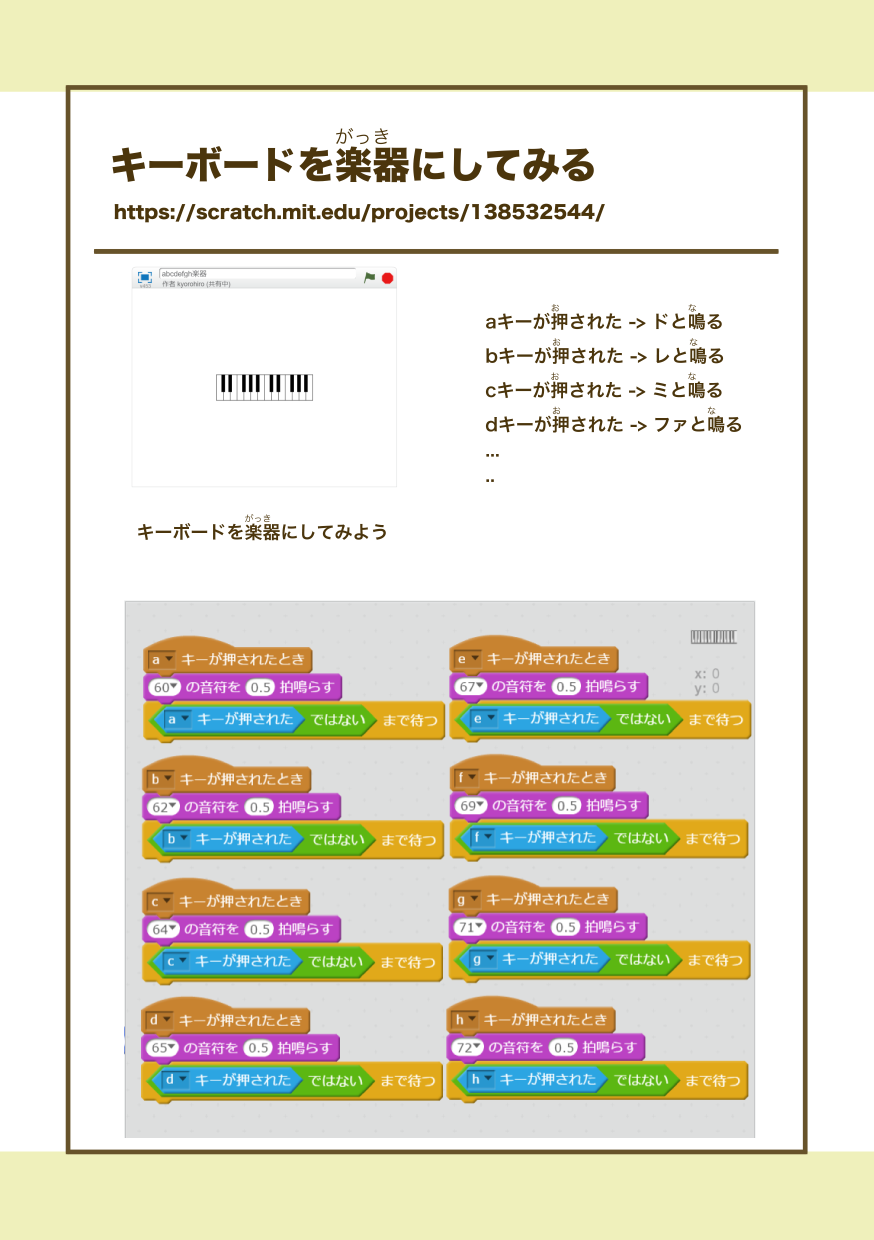 がっき
キーボードを楽器にしてみる
https://scratch.mit.edu/projects/138532544/
abcdefgh楽器
作者 kyorohiro (共有中)
v453
お な
aキーが押された -> ドと鳴る
お な
bキーが押された -> レと鳴る
お な
cキーが押された -> ミと鳴る
お な
dキーが押された -> ファと鳴る
...
..
がっき
キーボードを楽器にしてみよう
a キーが押されたとき
60 の音符を 0.5 拍鳴らす
a キーが押された ではない まで待つ
b キーが押されたとき
62 の音符を 0.5 拍鳴らす
b キーが押された ではない まで待つ
c キーが押されたとき
64 の音符を 0.5 拍鳴らす
c キーが押された ではない まで待つ
d キーが押されたとき
65 の音符を 0.5 拍鳴らす
d キーが押された ではない まで待つ
e キーが押されたとき
67 の音符を 0.5 拍鳴らす
e キーが押された ではない まで待つ
f キーが押されたとき
69 の音符を 0.5 拍鳴らす
f キーが押された ではない まで待つ
g キーが押されたとき
71 の音符を 0.5 拍鳴らす
g キーが押された ではない まで待つ
h キーが押されたとき
72 の音符を 0.5 拍鳴らす
h キーが押された ではない まで待つ
x: 0
y: 0